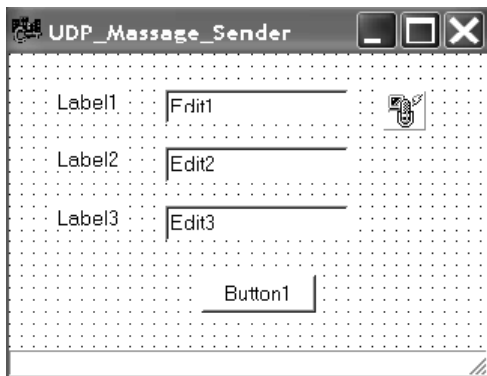 UDP_Massage_Sender
Label1 Edit1
Label2 Edit2
Label3 Edit3
Button1